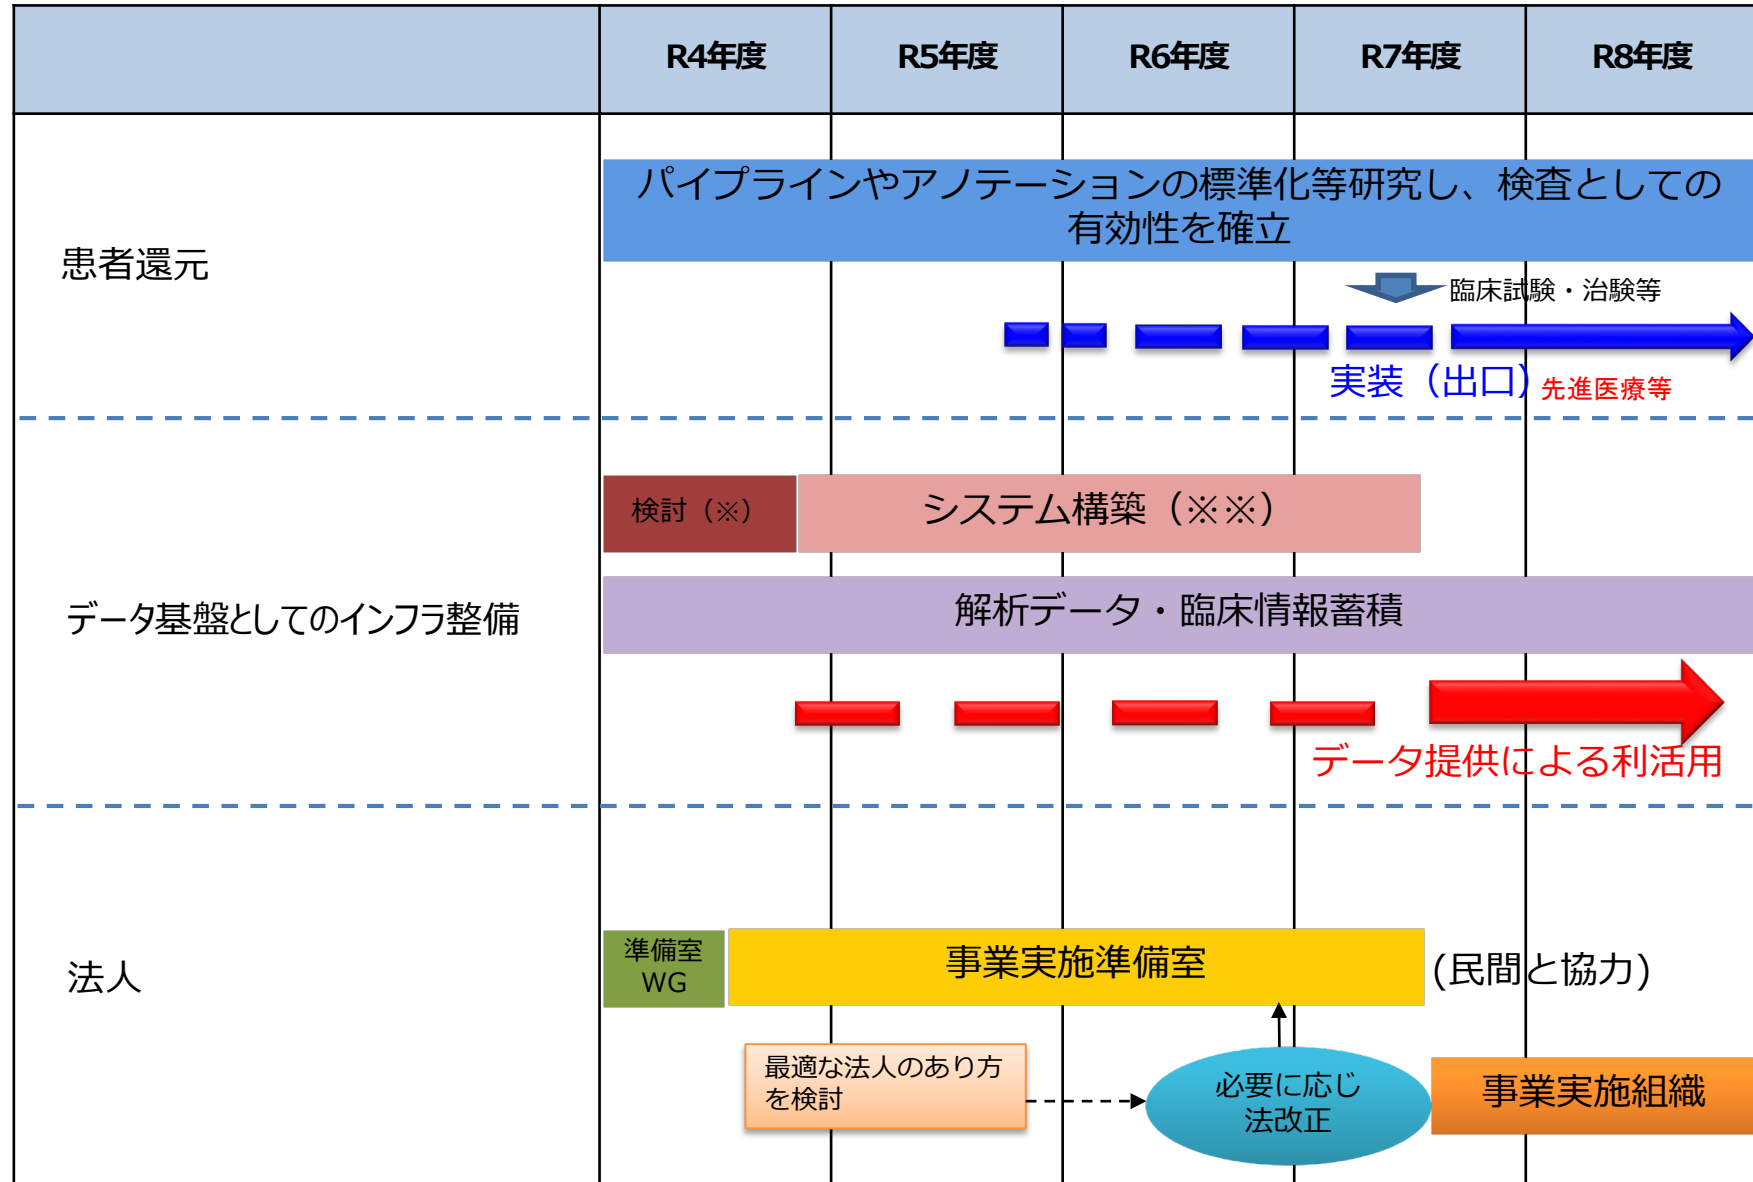 R4年度
R5年度
R6年度
R7年度
R8年度
患者還元
パイプラインやアノテーションの標準化等研究し、検査としての
有効性を確立
臨床試験・治験等
実装（出口）
先進医療等
データ基盤としてのインフラ整備
検討（※）
システム構築（※※）
解析データ・臨床情報蓄積
データ提供による利活用
法人
準備室
WG
事業実施準備室
(民間と協力)
最適な法人のあり方
を検討
必要に応じ
法改正
事業実施組織